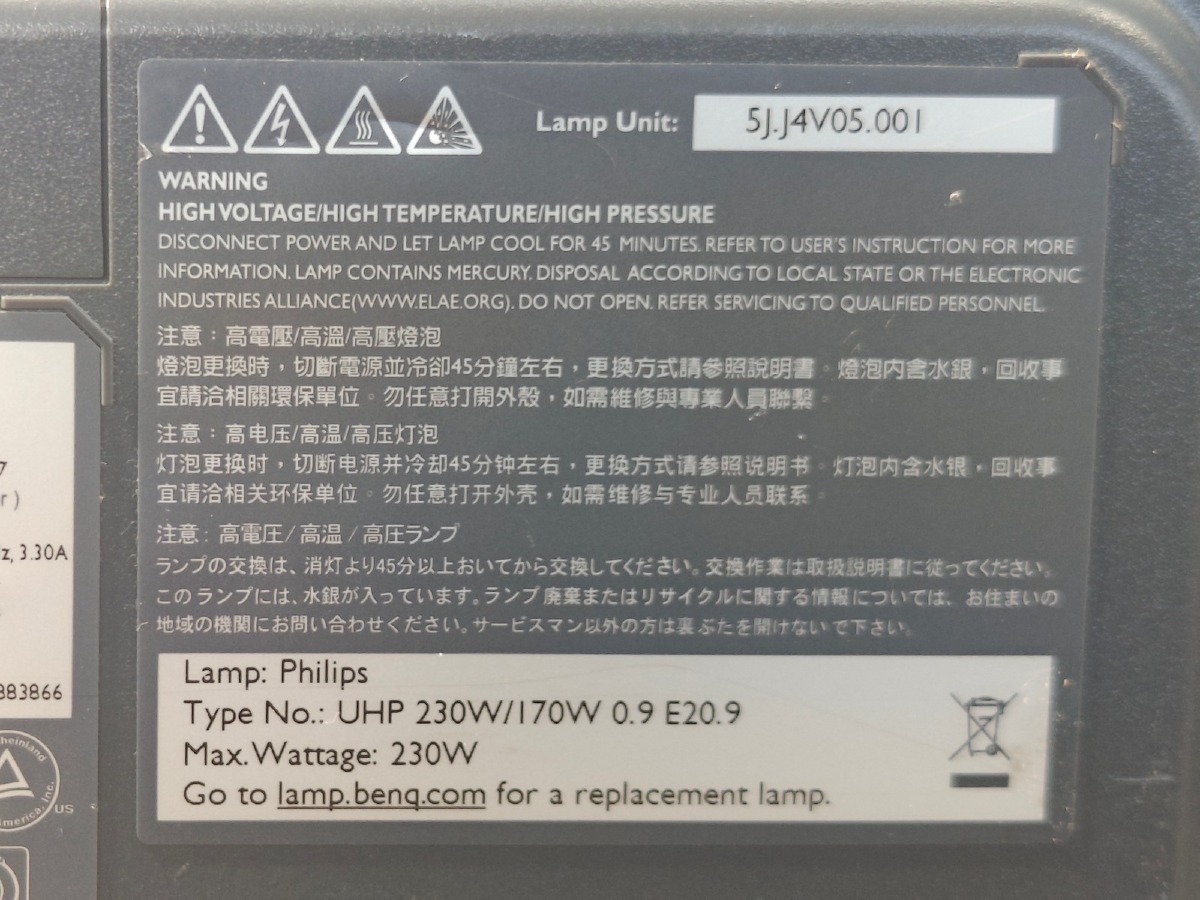 Lamp Unit: 5J.J4V05.001
WARNING
HIGH VOLTAGE/HIGH TEMPERATURE/HIGH PRESSURE
DISCONNECT POWER AND LET LAMP COOL FOR 45 MINUTES. REFER TO USER'S INSTRUCTION FOR MORE
INFORMATION. LAMP CONTAINS MERCURY. DISPOSAL ACCORDING TO LOCAL STATE OR THE ELECTRONIC
INDUSTRIES ALLIANCE(WWW.ELAE.ORG). DO NOT OPEN. REFER SERVICING TO QUALIFIED PERSONNEL.
注意：高電壓/高溫/高壓燈泡
燈泡更換時，切斷電源並冷卻45分鐘左右，更換方式請參照說明書。燈泡內含水銀，回收事
宜請洽相關環保單位。勿任意打開外殼，如需維修與專業人員聯繫。
注意：高电压/高温/高压灯泡
灯泡更换时，切断电源并冷却45分钟左右，更换方式请参照说明书。灯泡内含水银，回收事
宜请洽相关环保单位。勿任意打开外壳，如需维修与专业人员联系。
注意: 高電圧/高温/高圧ランプ
ランプの交換は、消灯より45分以上おいてから交換してください。交換作業は取扱説明書に従ってください。
このランプには、水銀が入っています。ランプ廃棄またはリサイクルに関する情報については、お住まいの
地域の機関にお問い合わせください。サービスマン以外の方は裏ぶたを開けないで下さい。
Lamp: Philips
Type No.: UHP 230W/170W 0.9 E20.9
Max. Wattage: 230W
Go to lamp.benq.com for a replacement lamp.
7
r)
z, 3.30A
883866
heinland
US
merica, Inc.